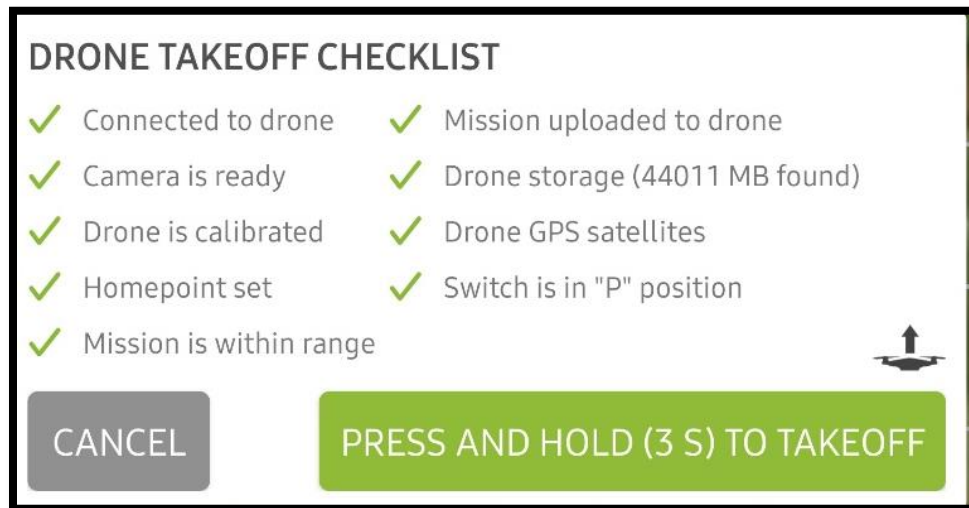 DRONE TAKEOFF CHECKLIST
Connected to drone
Camera is ready
Drone is calibrated
Homepoint set
Mission is within range
Mission uploaded to drone
Drone storage (44011 MB found)
Drone GPS satellites
Switch is in "P" position
CANCEL
PRESS AND HOLD (3 S) TO TAKEOFF